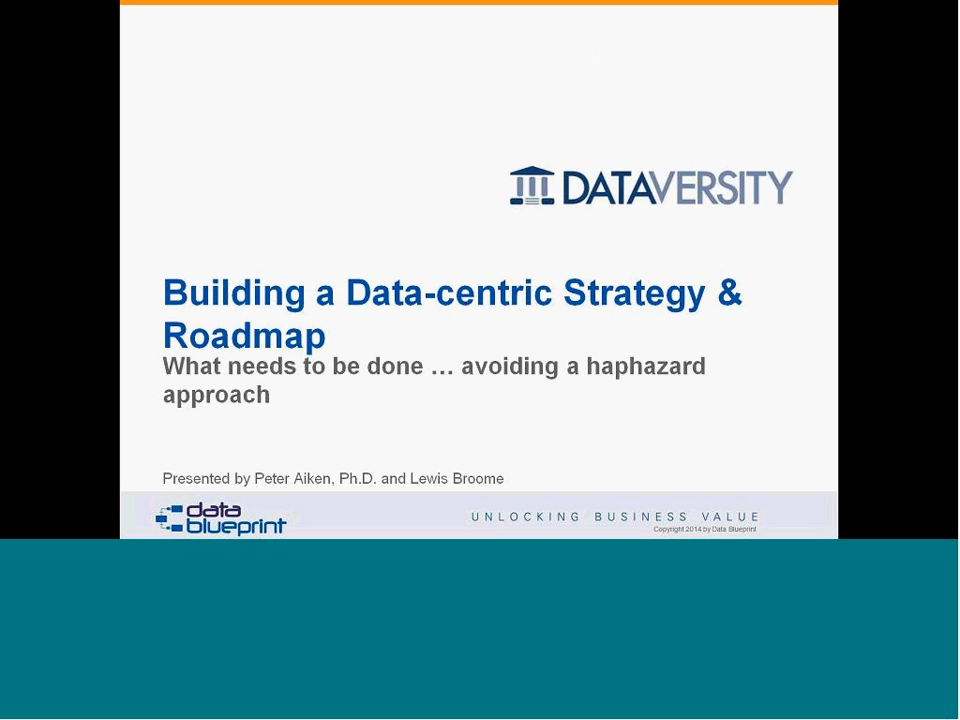 DATAVERSITY
Building a Data-centric Strategy &
Roadmap
What needs to be done … avoiding a haphazard
approach
Presented by Peter Aiken, Ph.D. and Lewis Broome
data
blueprint
UNLOCKING BUSINESS VALUE
Copyright 2014 by Data Blueprint